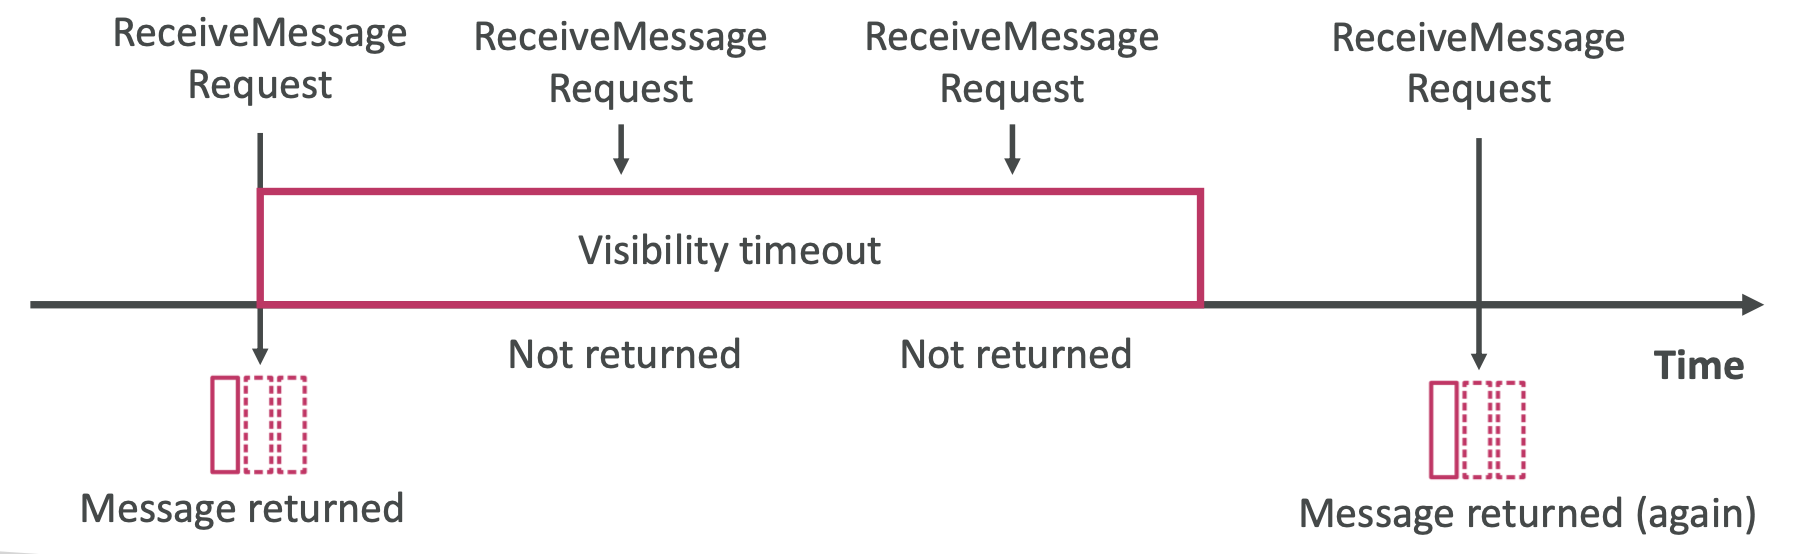 ReceiveMessage
Request
ReceiveMessage
Request
ReceiveMessage
Request
ReceiveMessage
Request
Visibility timeout
Not returned
Not returned
Time
Message returned
Message returned (again)